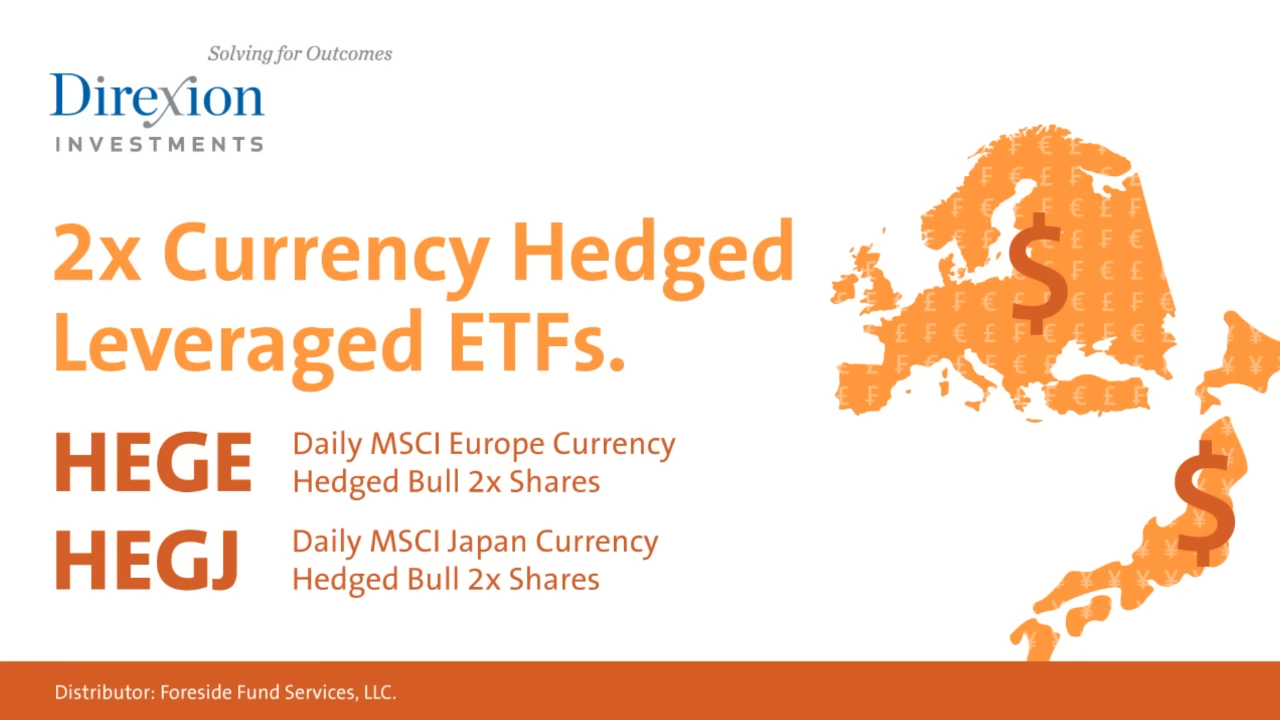 Solving for Outcomes
Direxion
INVESTMENTS
2x Currency Hedged
Leveraged ETFs.
HEGE
Daily MSCI Europe Currency
Hedged Bull 2x Shares
HEGJ
Daily MSCI Japan Currency
Hedged Bull 2x Shares
$
$
Distributor: Foreside Fund Services, LLC.